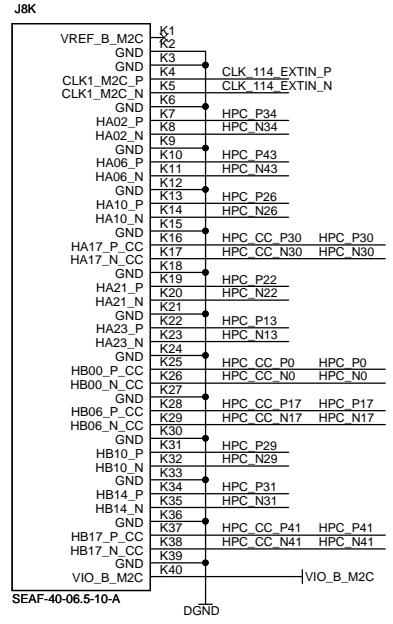 J8K
VREF_B_M2C K1
GND K2
GND K3
CLK1_M2C_P K4 CLK_114_EXTIN_P
CLK1_M2C_N K5 CLK_114_EXTIN_N
GND K6
HA02_P K7 HPC_P34
HA02_N K8 HPC_N34
GND K9
HA06_P K10 HPC_P43
HA06_N K11 HPC_N43
GND K12
HA10_P K13 HPC_P26
HA10_N K14 HPC_N26
GND K15
HA17_P_CC K16 HPC_CC_P30 HPC_P30
HA17_N_CC K17 HPC_CC_N30 HPC_N30
GND K18
HA21_P K19 HPC_P22
HA21_N K20 HPC_N22
GND K21
HA23_P K22 HPC_P13
HA23_N K23 HPC_N13
GND K24
HB00_P_CC K25 HPC_CC_P0 HPC_P0
HB00_N_CC K26 HPC_CC_N0 HPC_N0
GND K27
HB06_P_CC K28 HPC_CC_P17 HPC_P17
HB06_N_CC K29 HPC_CC_N17 HPC_N17
GND K30
HB10_P K31 HPC_P29
HB10_N K32 HPC_N29
GND K33
HB14_P K34 HPC_P31
HB14_N K35 HPC_N31
GND K36
HB17_P_CC K37 HPC_CC_P41 HPC_P41
HB17_N_CC K38 HPC_CC_N41 HPC_N41
GND K39
VIO_B_M2C K40 VIO_B_M2C
SEAF-40-06.5-10-A
DGND